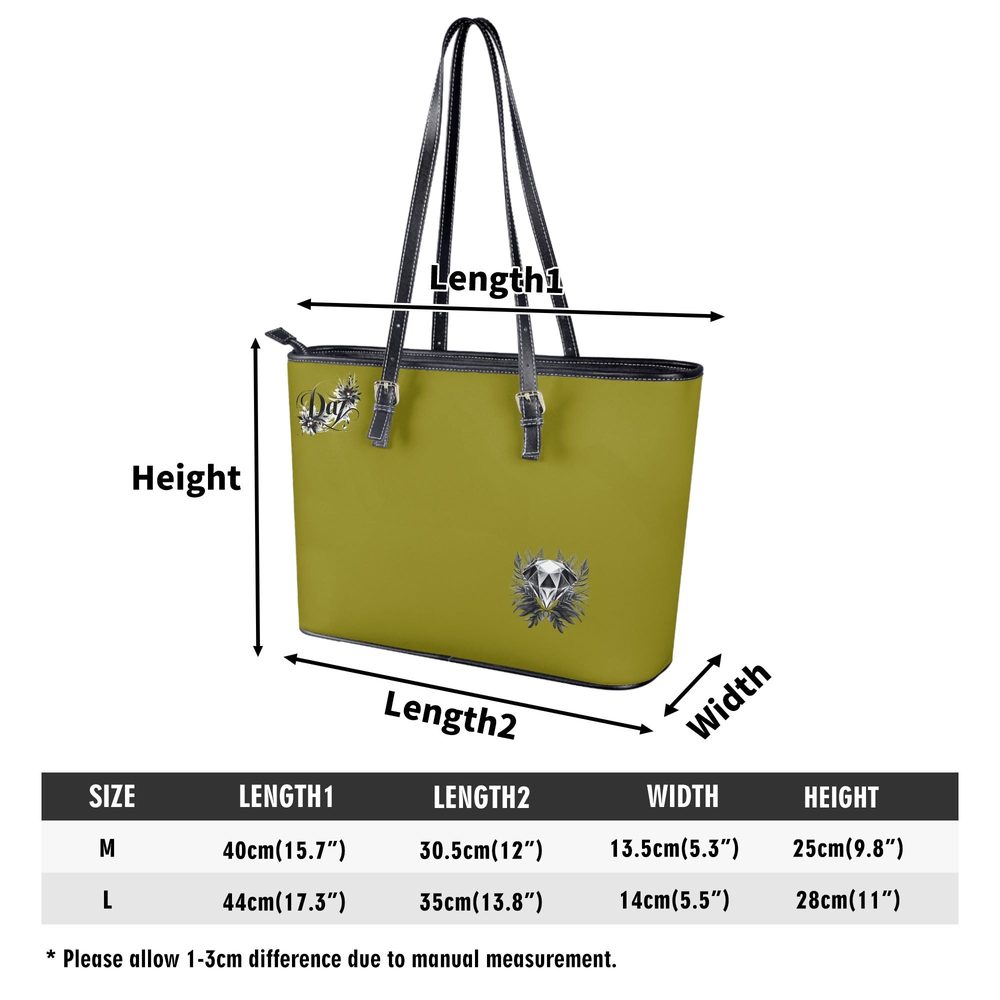 Length1
Daz
Height
Length2
Width
SIZE LENGTH1 LENGTH2 WIDTH HEIGHT
M 40cm(15.7”) 30.5cm(12”) 13.5cm(5.3”) 25cm(9.8”)
L 44cm(17.3”) 35cm(13.8”) 14cm(5.5”) 28cm(11”)
* Please allow 1-3cm difference due to manual measurement.